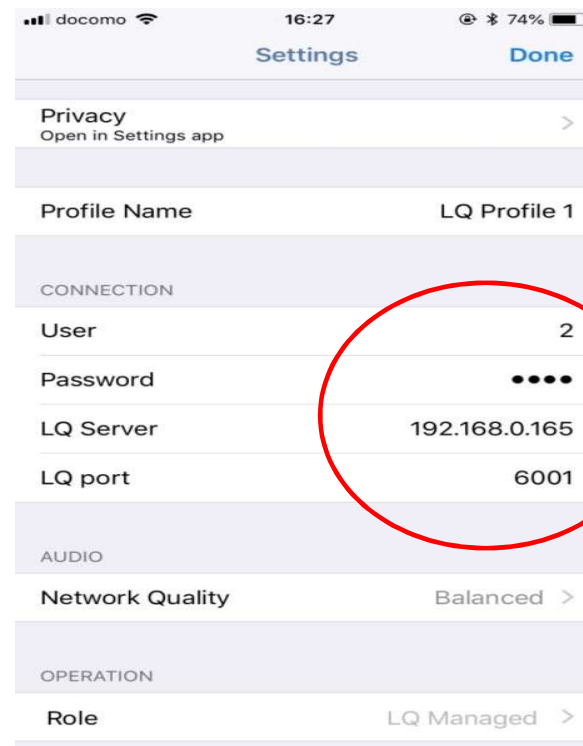 docomo 16:27 74%
Settings Done
Privacy
Open in Settings app
Profile Name LQ Profile 1
CONNECTION
User 2
Password ••••
LQ Server 192.168.0.165
LQ port 6001
AUDIO
Network Quality Balanced
OPERATION
Role LQ Managed